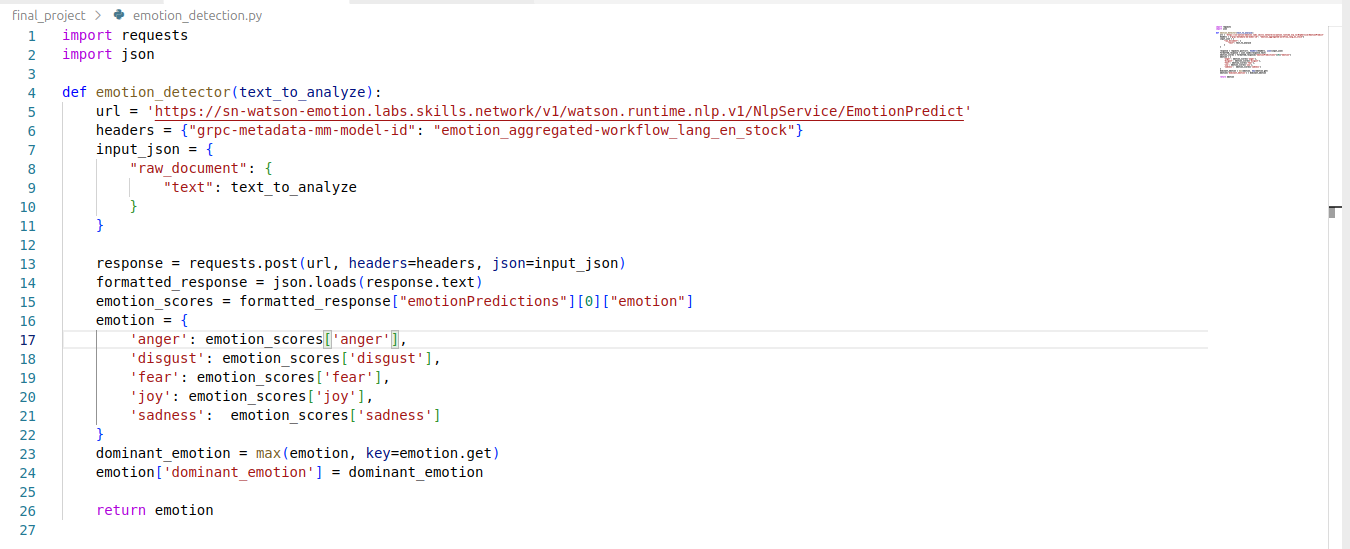 final_project > emotion_detection.py
1 import requests
2 import json
3
4 def emotion_detector(text_to_analyze):
5     url = 'https://sn-watson-emotion.labs.skills.network/v1/watson.runtime.nlp.v1/NlpService/EmotionPredict'
6     headers = {"grpc-metadata-mm-model-id": "emotion_aggregated-workflow_lang_en_stock"}
7     input_json = {
8         "raw_document": {
9             "text": text_to_analyze
10         }
11     }
12
13     response = requests.post(url, headers=headers, json=input_json)
14     formatted_response = json.loads(response.text)
15     emotion_scores = formatted_response["emotionPredictions"][0]["emotion"]
16     emotion = {
17         'anger': emotion_scores['anger'],
18         'disgust': emotion_scores['disgust'],
19         'fear': emotion_scores['fear'],
20         'joy': emotion_scores['joy'],
21         'sadness':  emotion_scores['sadness']
22     }
23     dominant_emotion = max(emotion, key=emotion.get)
24     emotion['dominant_emotion'] = dominant_emotion
25
26     return emotion
27